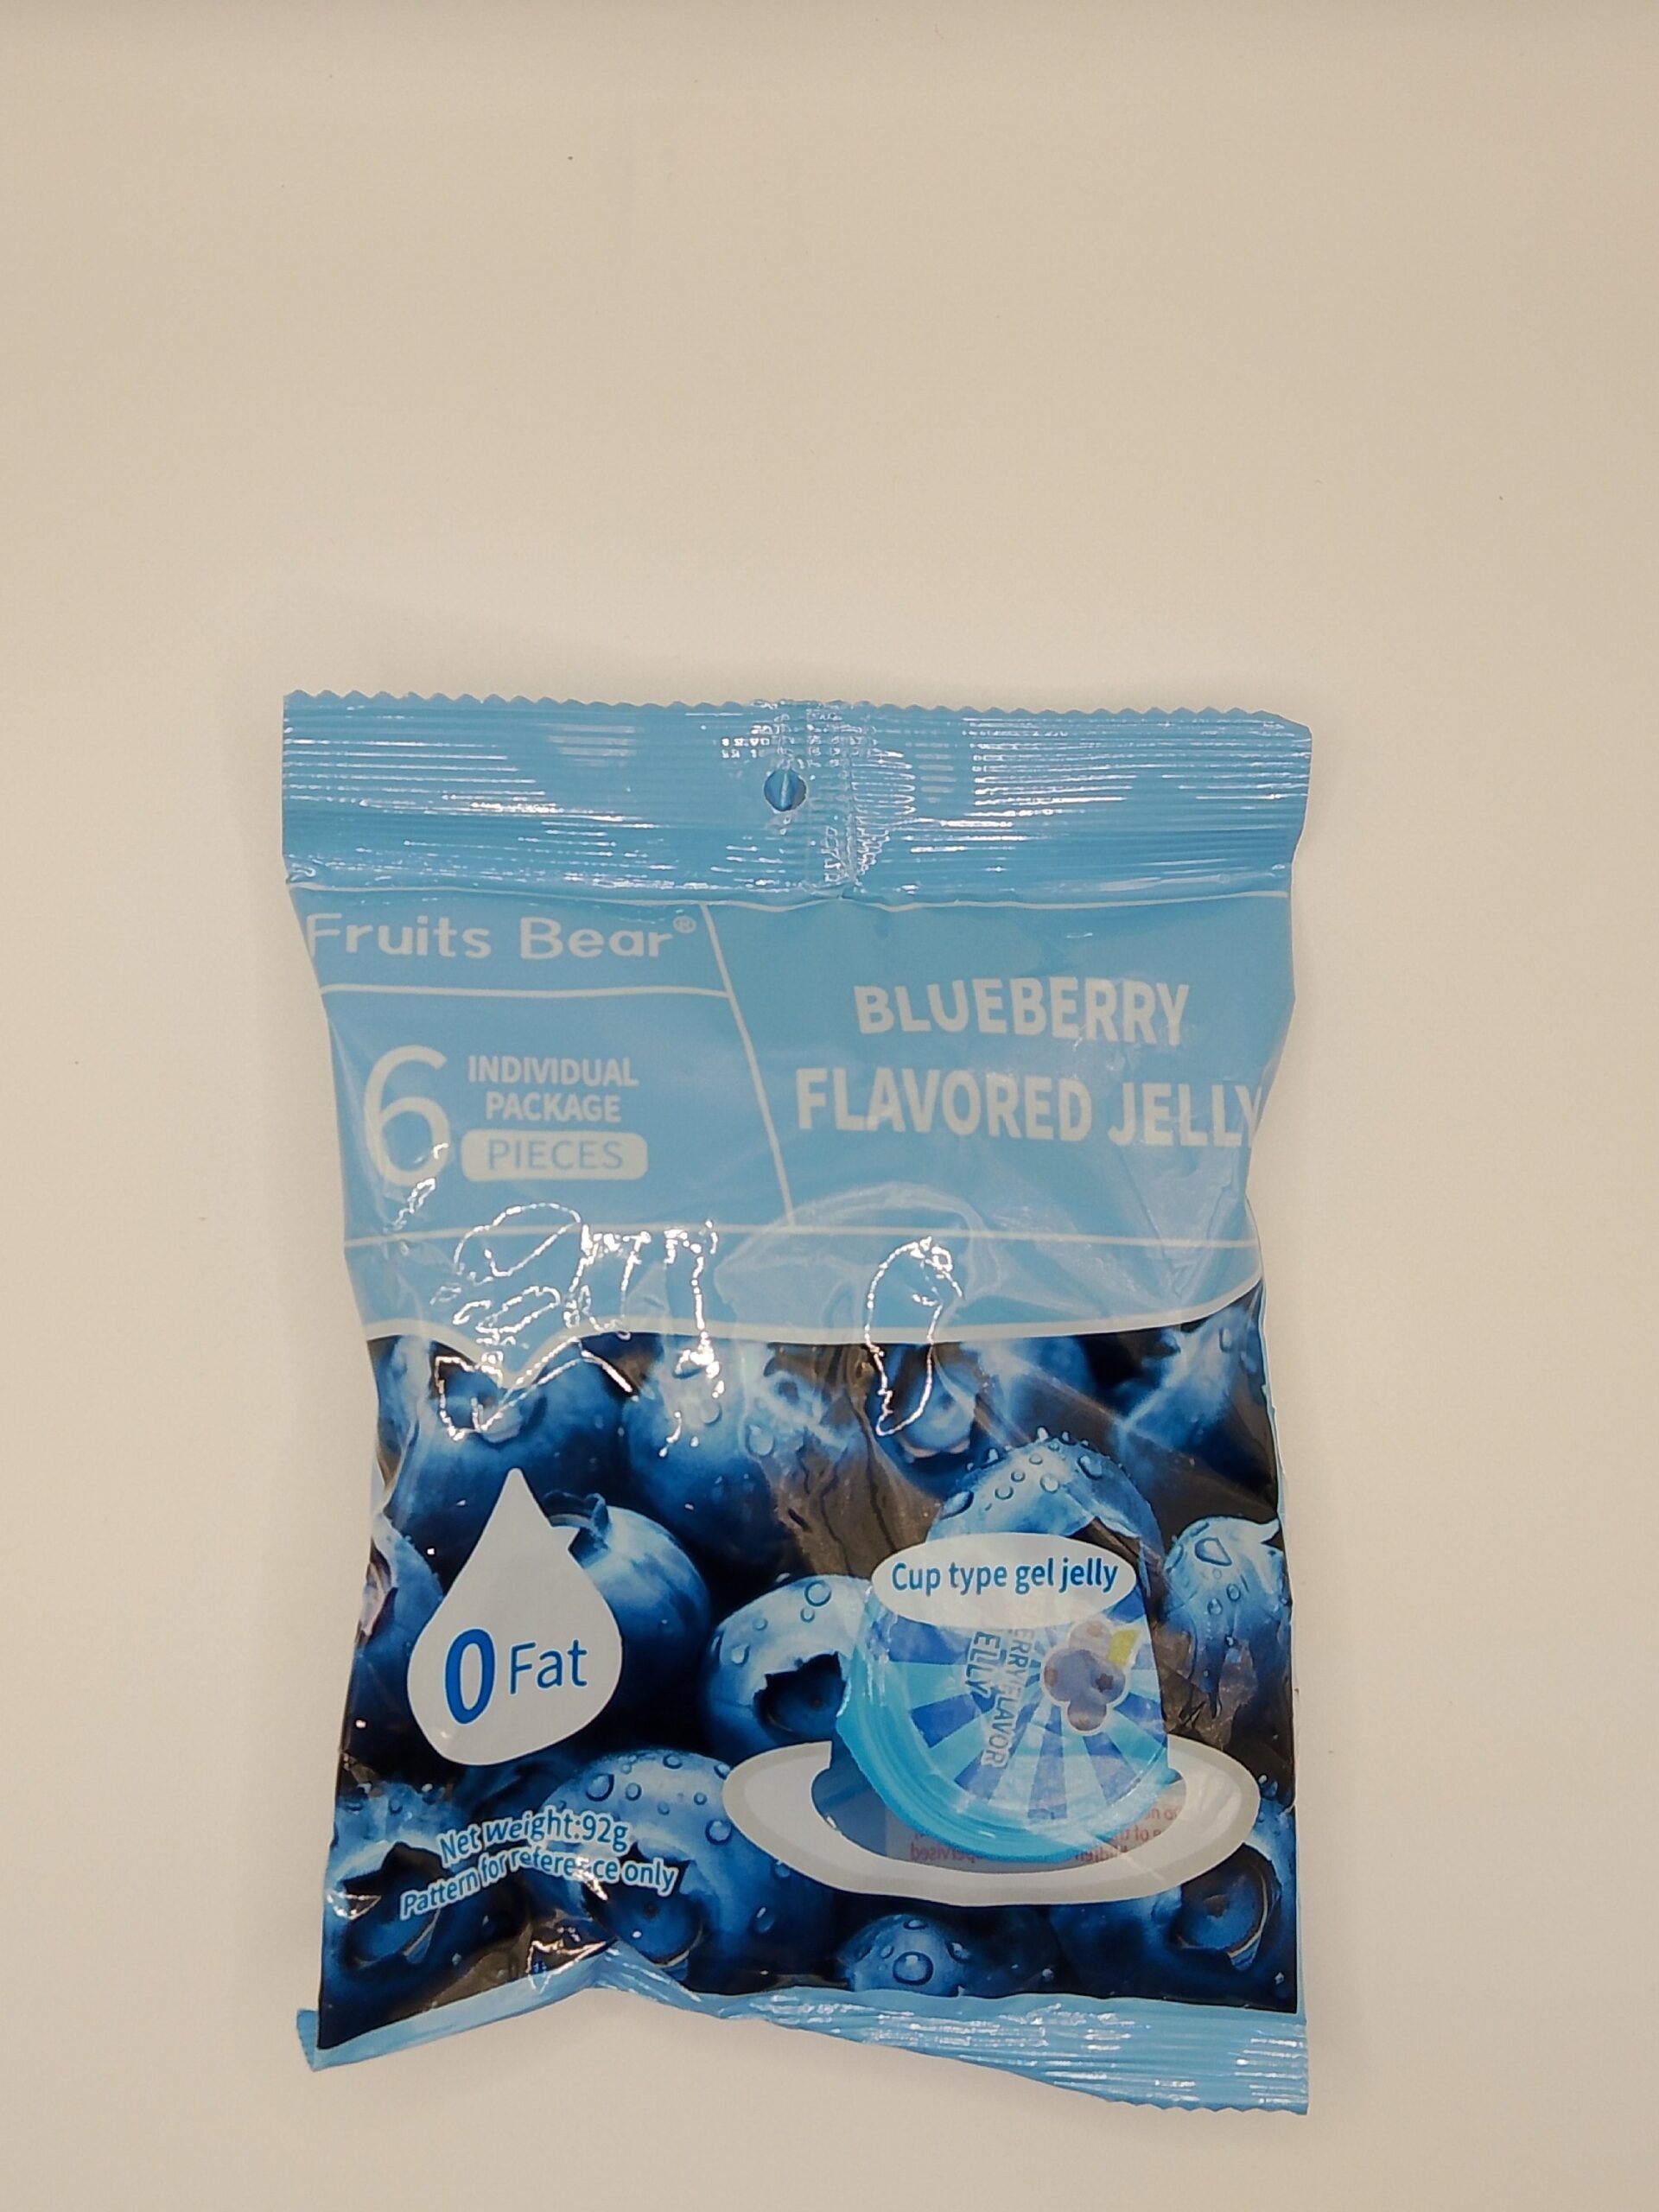 Fruits Bear®
6
INDIVIDUAL
PACKAGE
PIECES
BLUEBERRY
FLAVORED JELLY
Cup type gel jelly
0 Fat
Net Weight:92g
Pattern for reference only